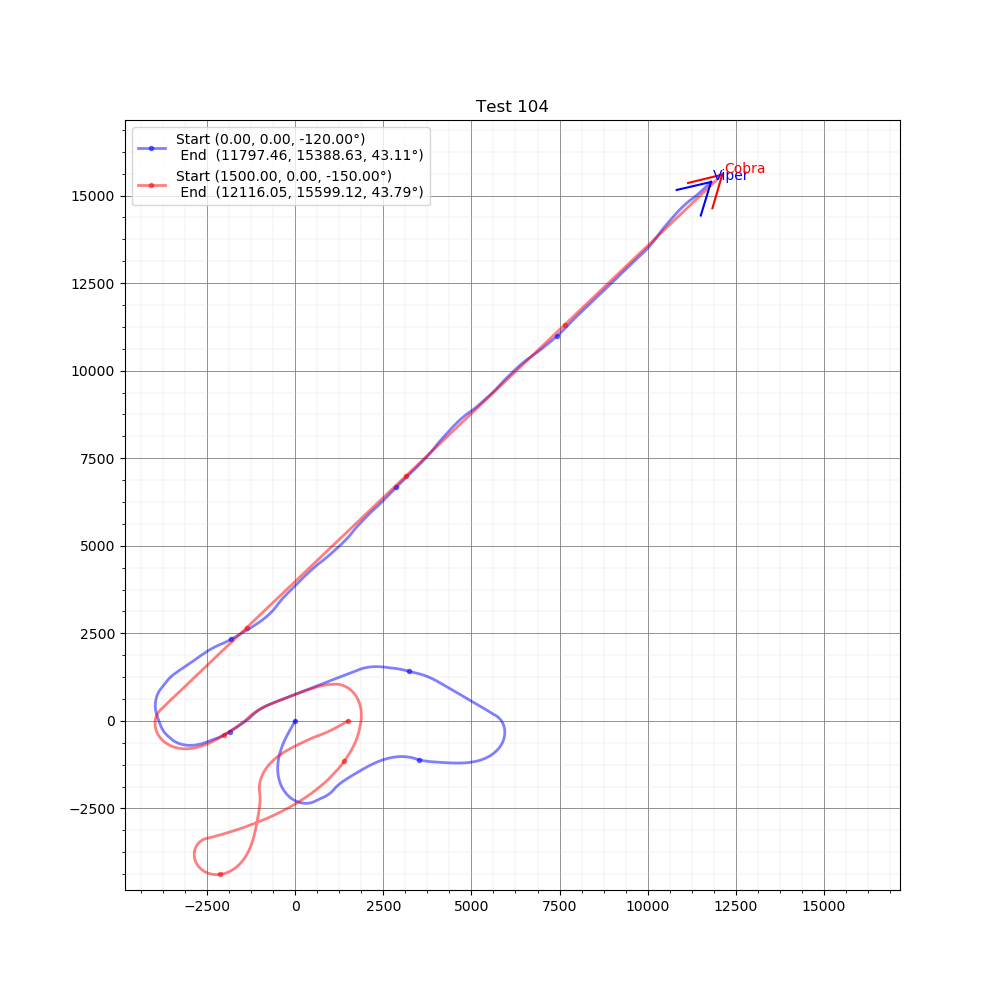 Test 104
Start (0.00, 0.00, -120.00°)
End (11797.46, 15388.63, 43.11°)
Start (1500.00, 0.00, -150.00°)
End (12116.05, 15599.12, 43.79°)
Cobra
Viper
15000
12500
10000
7500
5000
2500
0
−2500
−2500 0 2500 5000 7500 10000 12500 15000